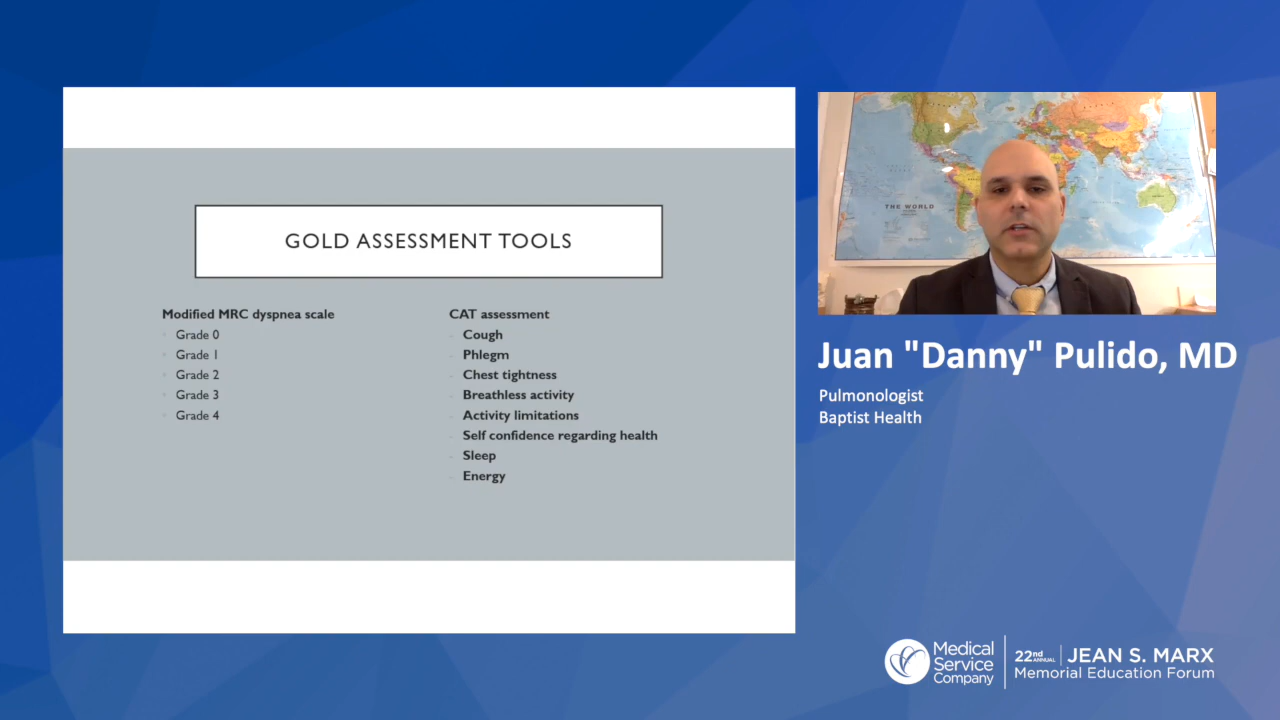 GOLD ASSESSMENT TOOLS
Modified MRC dyspnea scale
Grade 0
Grade 1
Grade 2
Grade 3
Grade 4
CAT assessment
Cough
Phlegm
Chest tightness
Breathless activity
Activity limitations
Self confidence regarding health
Sleep
Energy
THE WORLD
Juan "Danny" Pulido, MD
Pulmonologist
Baptist Health
Medical
Service
Company
22nd ANNUAL JEAN S. MARX
Memorial Education Forum